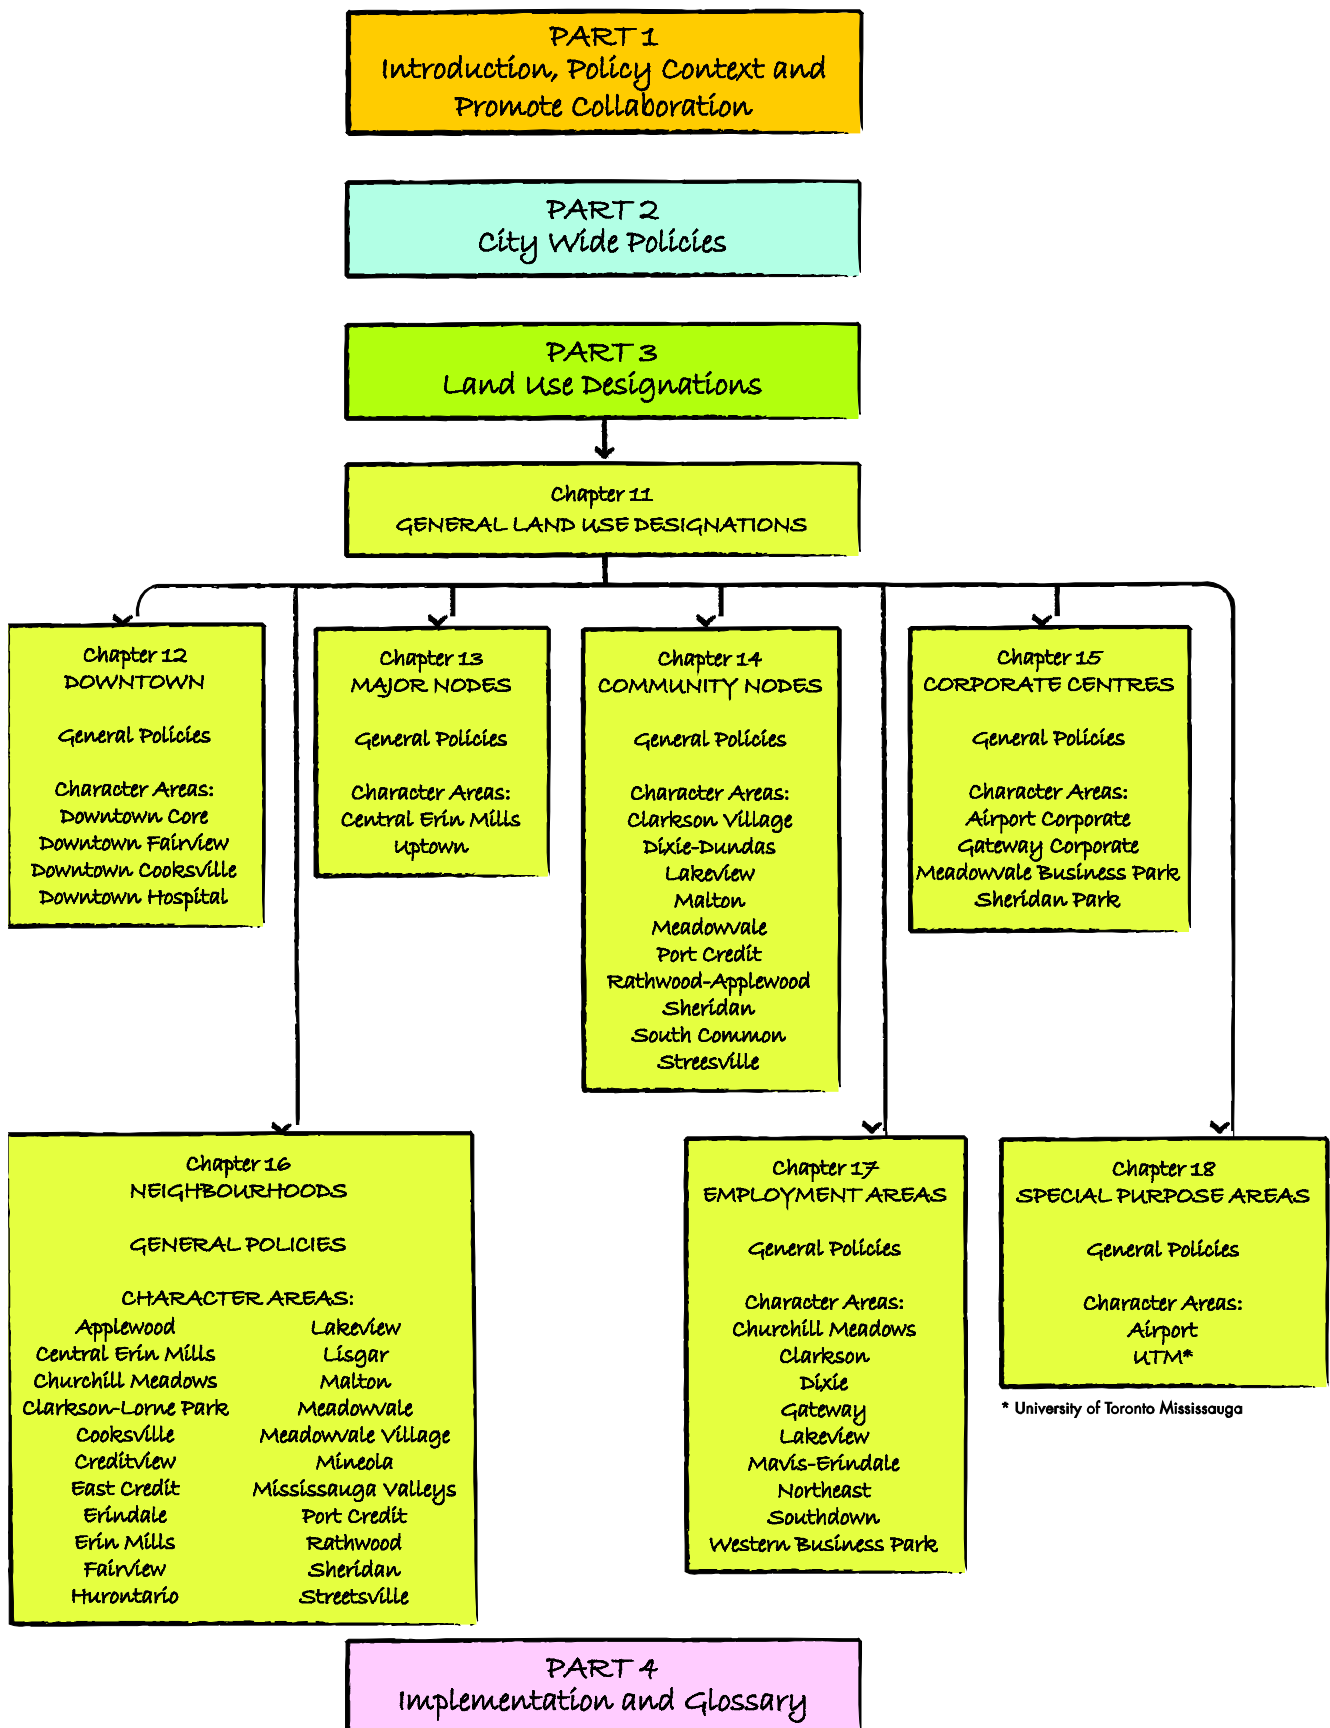 PART 1
Introduction, Policy Context and
Promote Collaboration
PART 2
City Wide Policies
PART 3
Land Use Designations
Chapter 11
GENERAL LAND USE DESIGNATIONS
Chapter 12
DOWNTOWN
General Policies
Character Areas:
Downtown Core
Downtown Fairview
Downtown Cooksville
Downtown Hospital
Chapter 13
MAJOR NODES
General Policies
Character Areas:
Central Erin Mills
Uptown
Chapter 14
COMMUNITY NODES
General Policies
Character Areas:
Clarkson Village
Dixie-Dundas
Lakeview
Malton
Meadowvale
Port Credit
Rathwood-Applewood
Sheridan
South Common
Streesville
Chapter 15
CORPORATE CENTRES
General Policies
Character Areas:
Airport Corporate
Gateway Corporate
Meadowvale Business Park
Sheridan Park
Chapter 16
NEIGHBOURHOODS
GENERAL POLICIES
CHARACTER AREAS:
Applewood
Central Erin Mills
Churchill Meadows
Clarkson-Lorne Park
Cooksville
Creditview
East Credit
Erindale
Erin Mills
Fairview
Hurontario
Lakeview
Lisgar
Malton
Meadowvale
Meadowvale Village
Mineola
Mississauga Valleys
Port Credit
Rathwood
Sheridan
Streetsville
Chapter 17
EMPLOYMENT AREAS
General Policies
Character Areas:
Churchill Meadows
Clarkson
Dixie
Gateway
Lakeview
Mavis-Erindale
Northeast
Southdown
Western Business Park
Chapter 18
SPECIAL PURPOSE AREAS
General Policies
Character Areas:
Airport
UTM*
* University of Toronto Mississauga
PART 4
Implementation and Glossary